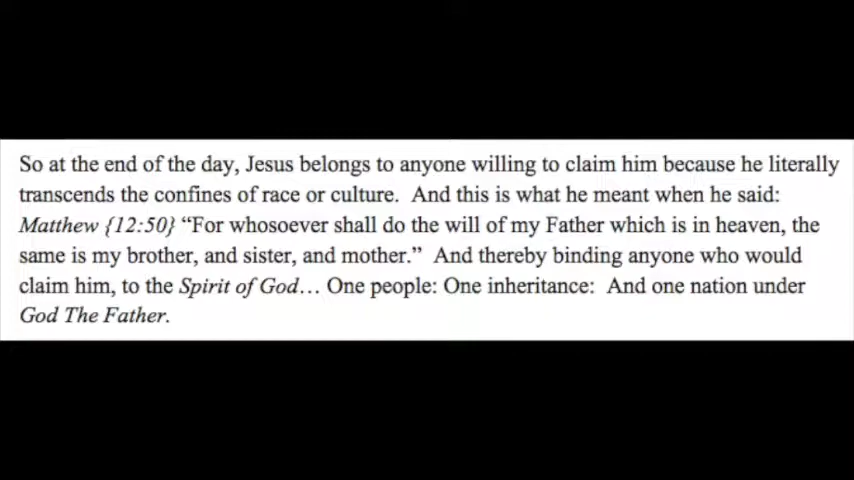 So at the end of the day, Jesus belongs to anyone willing to claim him because he literally
transcends the confines of race or culture.  And this is what he meant when he said:
Matthew {12:50} “For whosoever shall do the will of my Father which is in heaven, the
same is my brother, and sister, and mother.”  And thereby binding anyone who would
claim him, to the Spirit of God… One people: One inheritance:  And one nation under
God The Father.